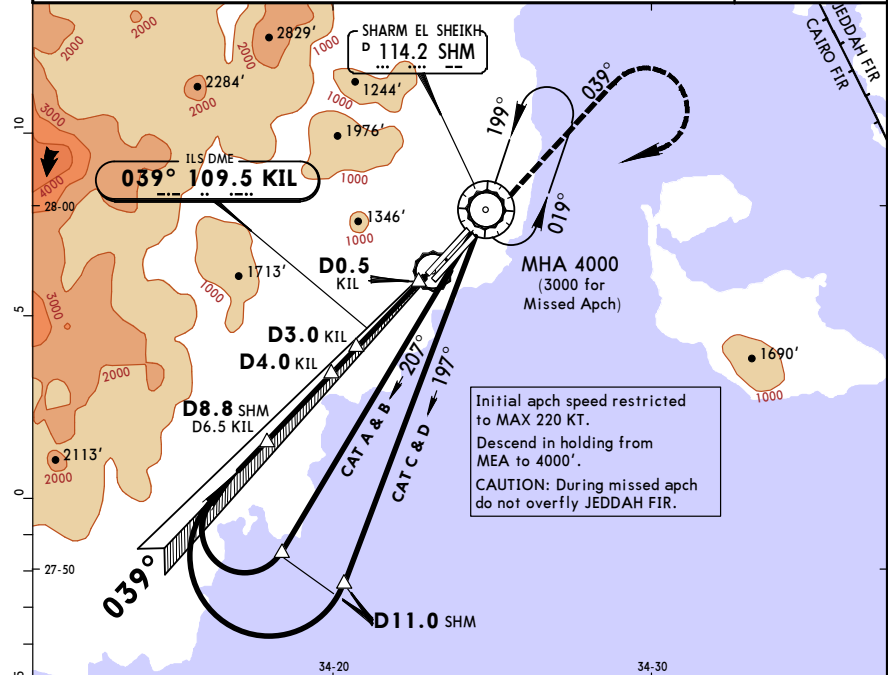 2000
2000
2829'
1000
2284'
2000
SHARM EL SHEIKH
D 114.2 SHM
1244'
1000
JEDDAH FIR
CAIRO FIR
3000
1976'
1000
10
4000
2000
ILS DME
039° 109.5 KIL
199°
039°
019°
28-00
1346'
1000
1713'
1000
D0.5
KIL
MHA 4000
(3000 for
Missed Apch)
5
3000
D3.0 KIL
D4.0 KIL
2000
1690'
1000
D8.8 SHM
D6.5 KIL
CAT A & B
207°
CAT C & D
197°
Initial apch speed restricted
to MAX 220 KT.
Descend in holding from
MEA to 4000'.
CAUTION: During missed apch
do not overfly JEDDAH FIR.
2113'
2000
0
27-50
039°
D11.0 SHM
34-20
34-30
5